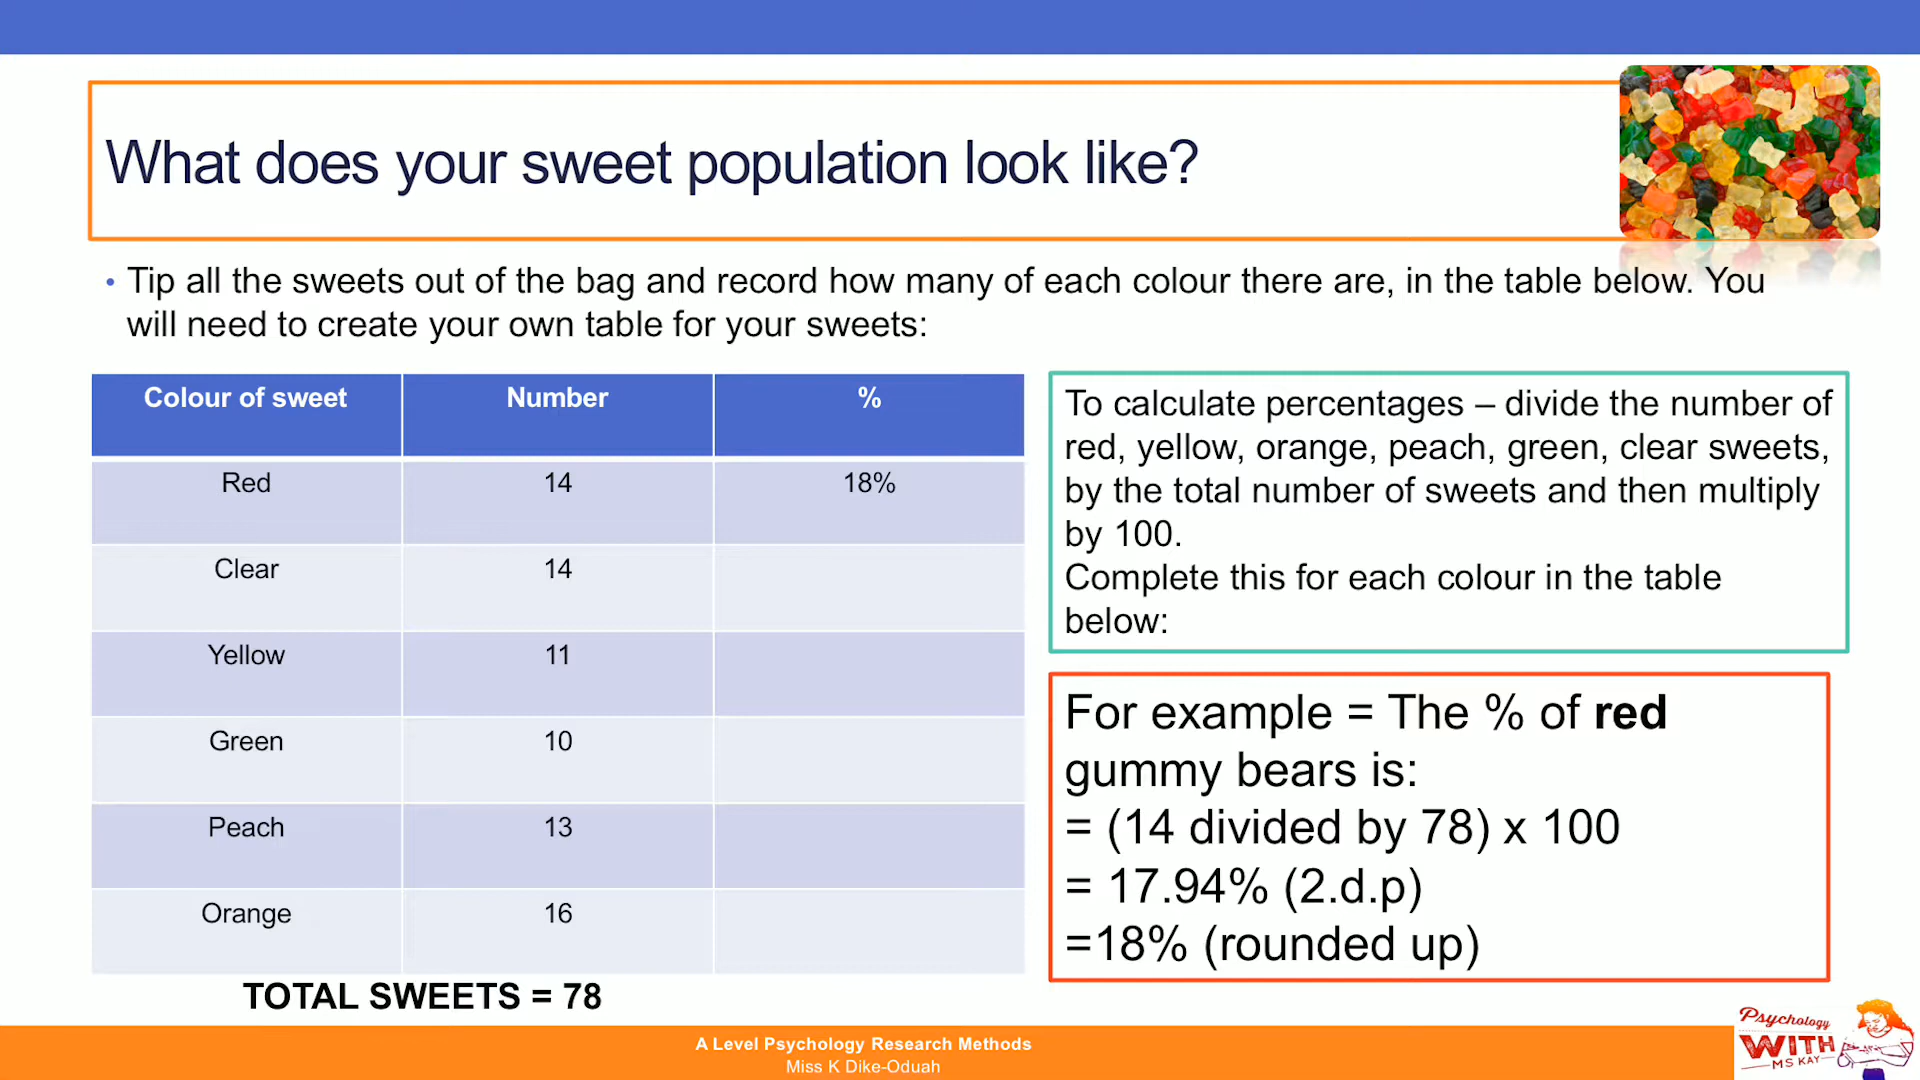 What does your sweet population look like?
• Tip all the sweets out of the bag and record how many of each colour there are, in the table below. You
will need to create your own table for your sweets:
Colour of sweet Number %
Red 14 18%
Clear 14
Yellow 11
Green 10
Peach 13
Orange 16
TOTAL SWEETS = 78
To calculate percentages – divide the number of
red, yellow, orange, peach, green, clear sweets,
by the total number of sweets and then multiply
by 100.
Complete this for each colour in the table
below:
For example = The % of red
gummy bears is:
= (14 divided by 78) x 100
= 17.94% (2.d.p)
=18% (rounded up)
A Level Psychology Research Methods
Miss K Dike-Oduah
Psychology
WITH
MS KAY